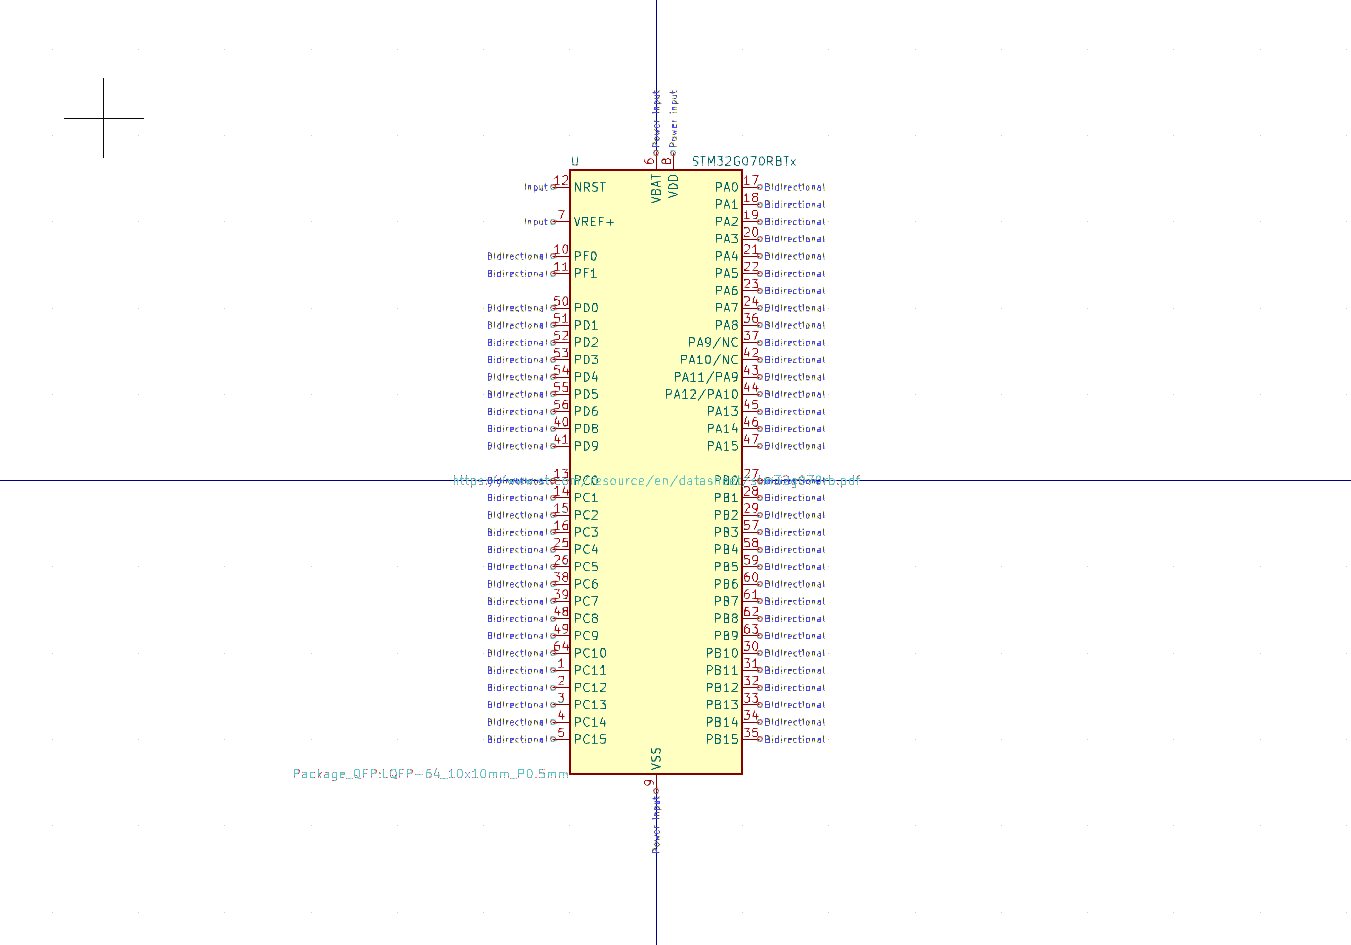 Power Input Power Input
6 8
U STM32G070RBTx
VBAT VDD
Input 12 NRST PA0 17 Bidirectional
PA1 18 Bidirectional
Input 7 VREF+ PA2 19 Bidirectional
PA3 20 Bidirectional
Bidirectional 10 PF0 PA4 21 Bidirectional
Bidirectional 11 PF1 PA5 22 Bidirectional
PA6 23 Bidirectional
Bidirectional 50 PD0 PA7 24 Bidirectional
Bidirectional 51 PD1 PA8 36 Bidirectional
Bidirectional 52 PD2 PA9/NC 37 Bidirectional
Bidirectional 53 PD3 PA10/NC 42 Bidirectional
Bidirectional 54 PD4 PA11/PA9 43 Bidirectional
Bidirectional 55 PD5 PA12/PA10 44 Bidirectional
Bidirectional 56 PD6 PA13 45 Bidirectional
Bidirectional 40 PD8 PA14 46 Bidirectional
Bidirectional 41 PD9 PA15 47 Bidirectional
Bidirectional 13 PC0 PB0 27 Bidirectional
https://www.st.com/resource/en/datasheet/stm32g070rb.pdf
Bidirectional 14 PC1 PB1 28 Bidirectional
Bidirectional 15 PC2 PB2 29 Bidirectional
Bidirectional 16 PC3 PB3 57 Bidirectional
Bidirectional 25 PC4 PB4 58 Bidirectional
Bidirectional 26 PC5 PB5 59 Bidirectional
Bidirectional 38 PC6 PB6 60 Bidirectional
Bidirectional 39 PC7 PB7 61 Bidirectional
Bidirectional 48 PC8 PB8 62 Bidirectional
Bidirectional 49 PC9 PB9 63 Bidirectional
Bidirectional 64 PC10 PB10 30 Bidirectional
Bidirectional 1 PC11 PB11 31 Bidirectional
Bidirectional 2 PC12 PB12 32 Bidirectional
Bidirectional 3 PC13 PB13 33 Bidirectional
Bidirectional 4 PC14 PB14 34 Bidirectional
Bidirectional 5 PC15 PB15 35 Bidirectional
VSS
Package_QFP:LQFP-64_10x10mm_P0.5mm
9
Power Input